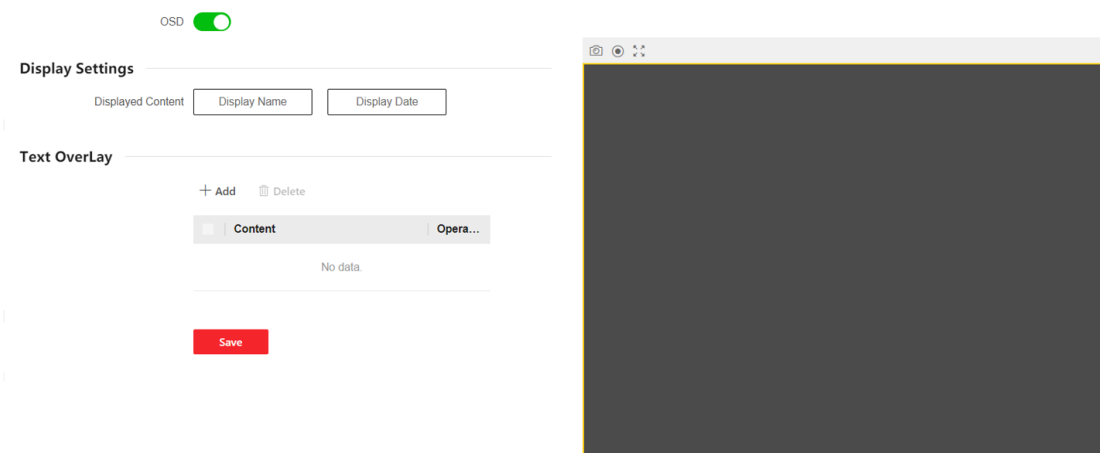 OSD
Display Settings
Displayed Content Display Name Display Date
Text OverLay
Add Delete
Content Opera...
No data.
Save